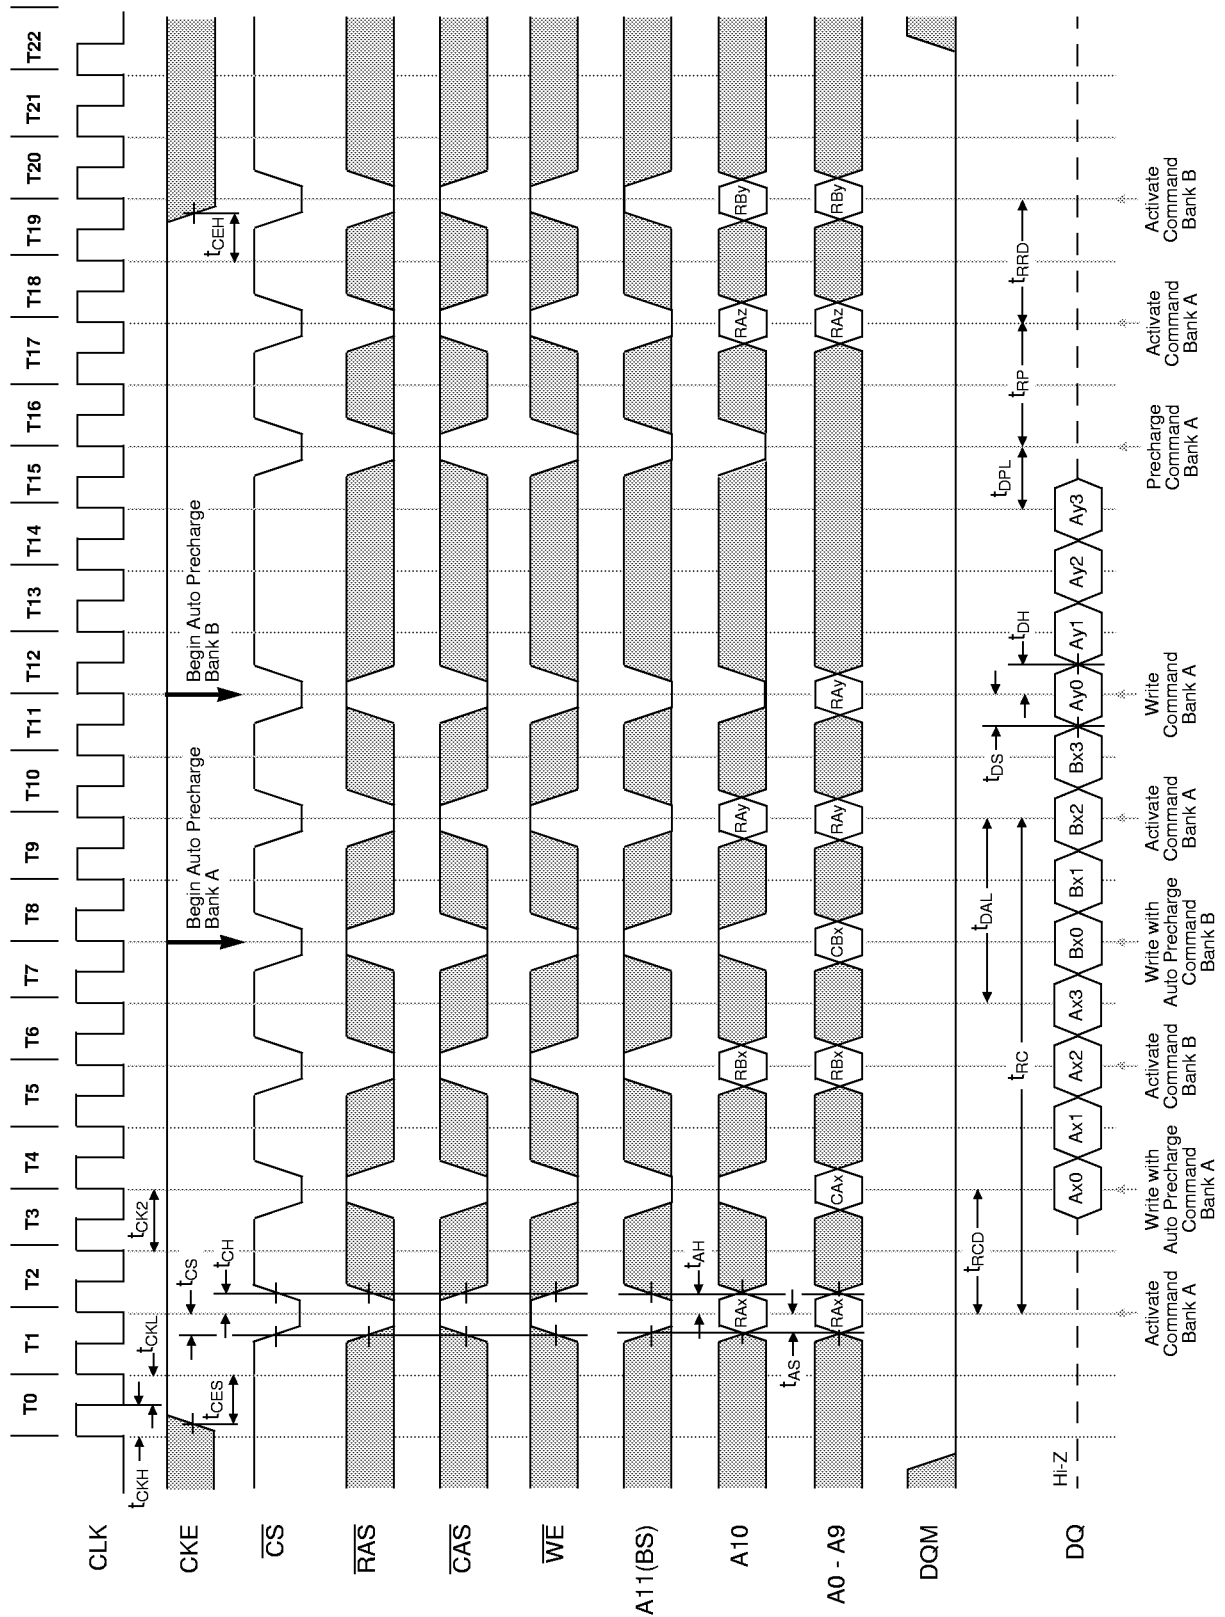 T0 T1 T2 T3 T4 T5 T6 T7 T8 T9 T10 T11 T12 T13 T14 T15 T16 T17 T18 T19 T20 T21 T22
CLK
tCKH
tCKL
tCK2
CKE
tCES
tCS
tCH
Begin Auto Precharge
Bank A
Begin Auto Precharge
Bank B
tCEH
CS
RAS
CAS
WE
A11(BS)
tAH
A10
RAx RBx RAy RAz RBy
tAS
A0 - A9
RAx CAx RBx CBx RAy RAy RAz RBy
DQM
tRCD
tDAL
tDS
tDPL
tRC
tDH
tRP
tRRD
DQ
Hi-Z
Ax0 Ax1 Ax2 Ax3 Bx0 Bx1 Bx2 Bx3 Ay0 Ay1 Ay2 Ay3
Activate
Command
Bank A
Write with
Auto Precharge
Command
Bank A
Activate
Command
Bank B
Write with
Auto Precharge
Command
Bank B
Activate
Command
Bank A
Write
Command
Bank A
Precharge
Command
Bank A
Activate
Command
Bank A
Activate
Command
Bank B